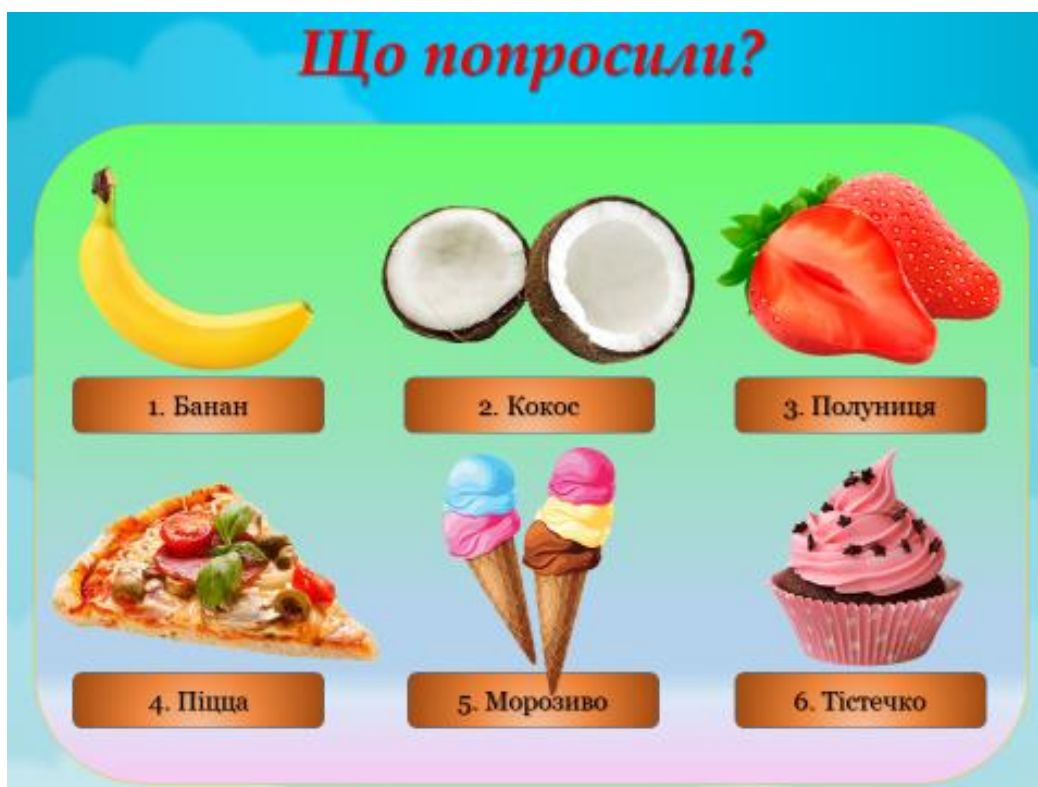 Що попросили?
1. Банан
2. Кокос
3. Полуниця
4. Піцца
5. Морозиво
6. Тістечко